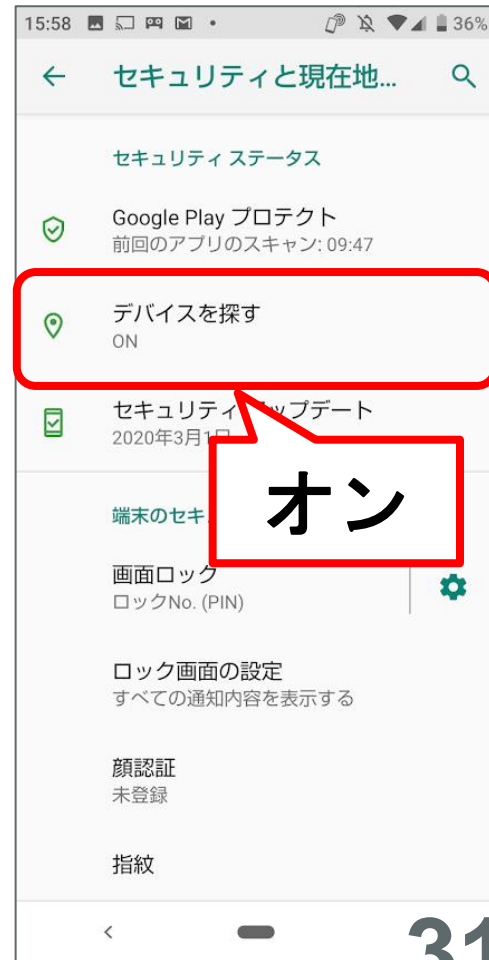 15:58
36%
セキュリティと現在地...
セキュリティ ステータス
Google Play プロテクト
前回のアプリのスキャン: 09:47
デバイスを探す
ON
セキュリティ ップデート
2020年3月1日
オン
端末のセキ
画面ロック
ロックNo. (PIN)
ロック画面の設定
すべての通知内容を表示する
顔認証
未登録
指紋
31